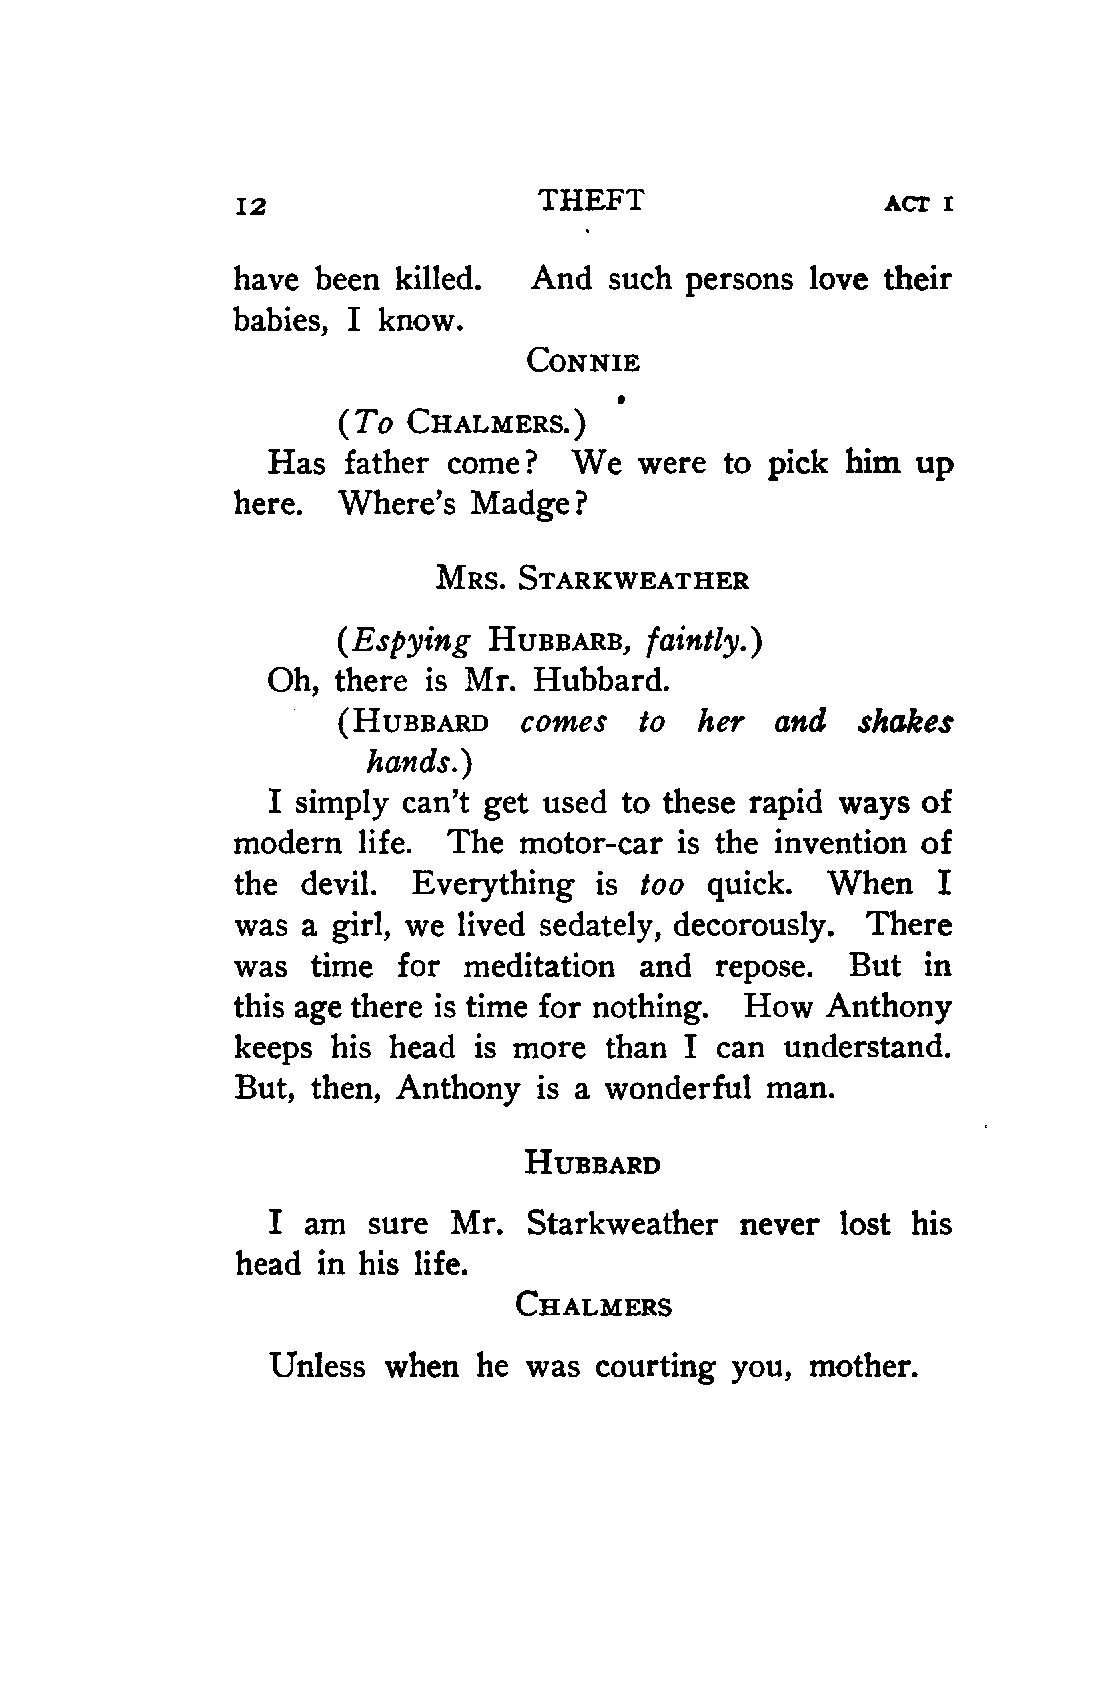 12 THEFT ACT I
have been killed. And such persons love their
babies, I know.
CONNIE
(To CHALMERS.)
Has father come? We were to pick him up
here. Where's Madge?
MRS. STARKWEATHER
(Espying HUBBARB, faintly.)
Oh, there is Mr. Hubbard.
(HUBBARD comes to her and shakes
hands.)
I simply can't get used to these rapid ways of
modern life. The motor-car is the invention of
the devil. Everything is too quick. When I
was a girl, we lived sedately, decorously. There
was time for meditation and repose. But in
this age there is time for nothing. How Anthony
keeps his head is more than I can understand.
But, then, Anthony is a wonderful man.
HUBBARD
I am sure Mr. Starkweather never lost his
head in his life.
CHALMERS
Unless when he was courting you, mother.